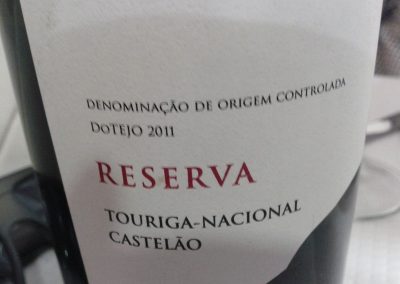 DENOMINAÇÃO DE ORIGEM CONTROLADA
DoTEJO 2011
RESERVA
TOURIGA-NACIONAL
CASTELÃO